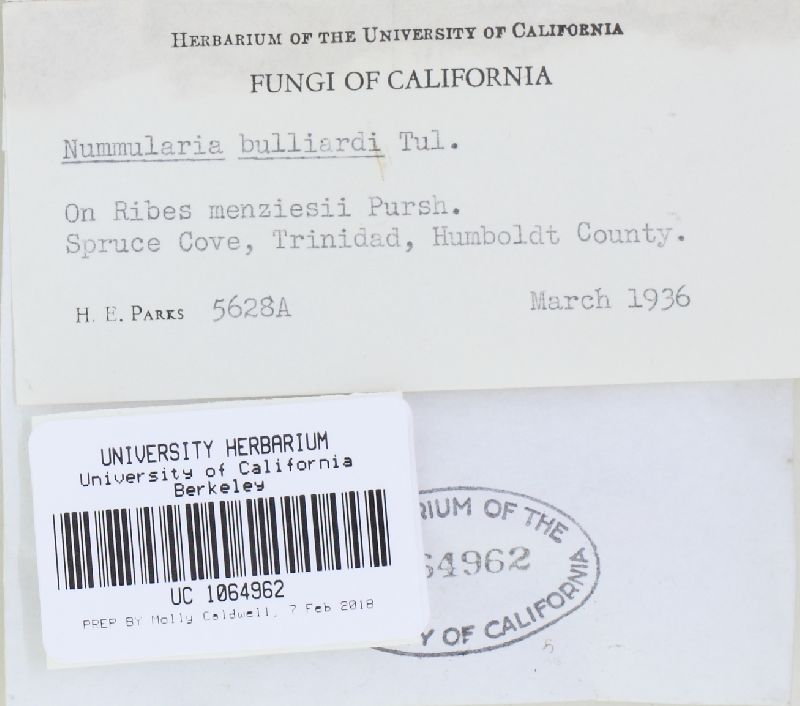 HERBARIUM OF THE UNIVERSITY OF CALIFORNIA
FUNGI OF CALIFORNIA
Nummularia bulliardi Tul.
On Ribes menziesii Pursh.
Spruce Cove, Trinidad, Humboldt County.
H. E. PARKS 5628A March 1936
UNIVERSITY HERBARIUM
University of California
Berkeley
UC 1064962
PREP BY Molly Caldwell, 7 Feb 2018
RIUM OF THE
64962
Y OF CALIFORNIA